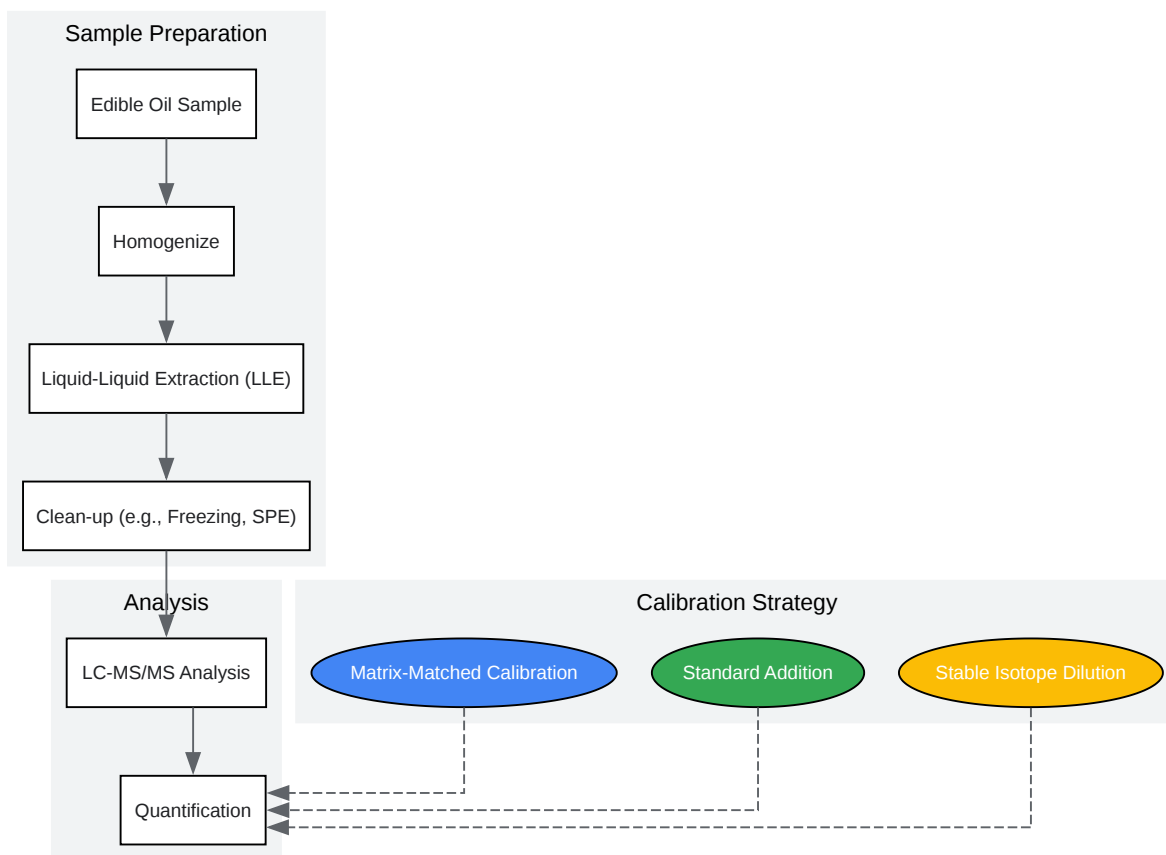 Sample Preparation
Edible Oil Sample
Homogenize
Liquid-Liquid Extraction (LLE)
Clean-up (e.g., Freezing, SPE)
Analysis
LC-MS/MS Analysis
Quantification
Calibration Strategy
Matrix-Matched Calibration
Standard Addition
Stable Isotope Dilution